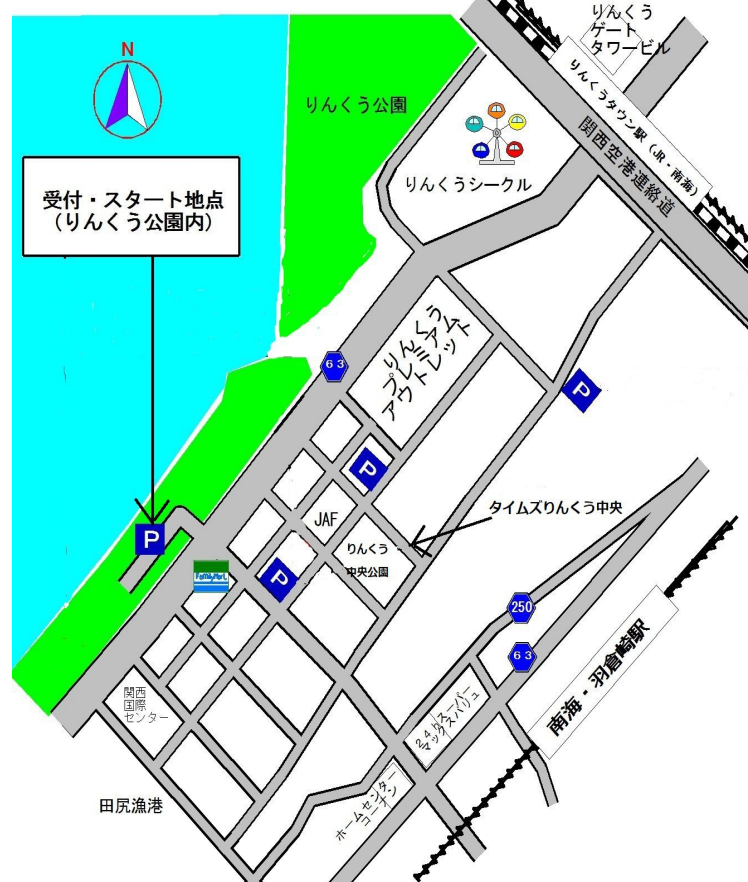 りんくう
ゲート
タワービル
N
りんくう公園
りんくうタウン駅（JR・南海）
関西空港連絡道
受付・スタート地点
（りんくう公園内）
りんくうシークル
63
りんくう
プレミアム
アウトレット
P
P
タイムズりんくう中央
JAF
P
りんくう
中央公園
FamilyMart
P
250
63
南海・羽倉崎駅
関西
国際
センター
24hスーパー
マックスバリュ
田尻漁港
ホームセンター
コーナン